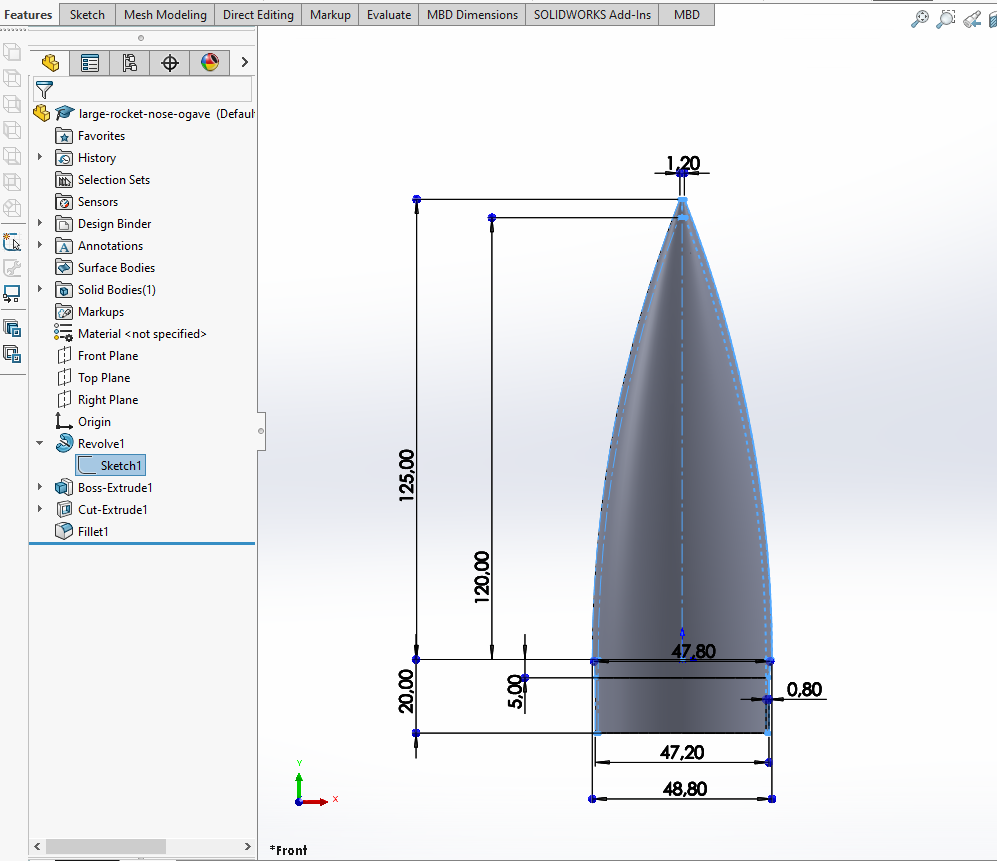 Features Sketch Mesh Modeling Direct Editing Markup Evaluate MBD Dimensions SOLIDWORKS Add-Ins MBD
large-rocket-nose-ogave (Defaul
Favorites
History
Selection Sets
Sensors
Design Binder
Annotations
Surface Bodies
Solid Bodies(1)
Markups
Material <not specified>
Front Plane
Top Plane
Right Plane
Origin
Revolve1
Sketch1
Boss-Extrude1
Cut-Extrude1
Fillet1
1,20
125,00
120,00
47,80
20,00
5,00
0,80
47,20
48,80
Y
X
*Front